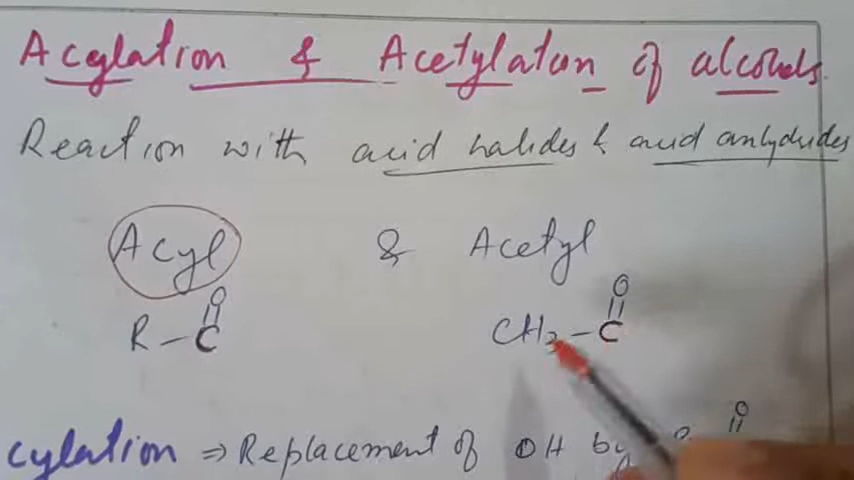 Acylation & Acetylation of alcohols.
Reaction with acid halides & acid anhydrides
Acyl & Acetyl
O O
R — C CH3 — C
cylation ⇒ Replacement of OH by O